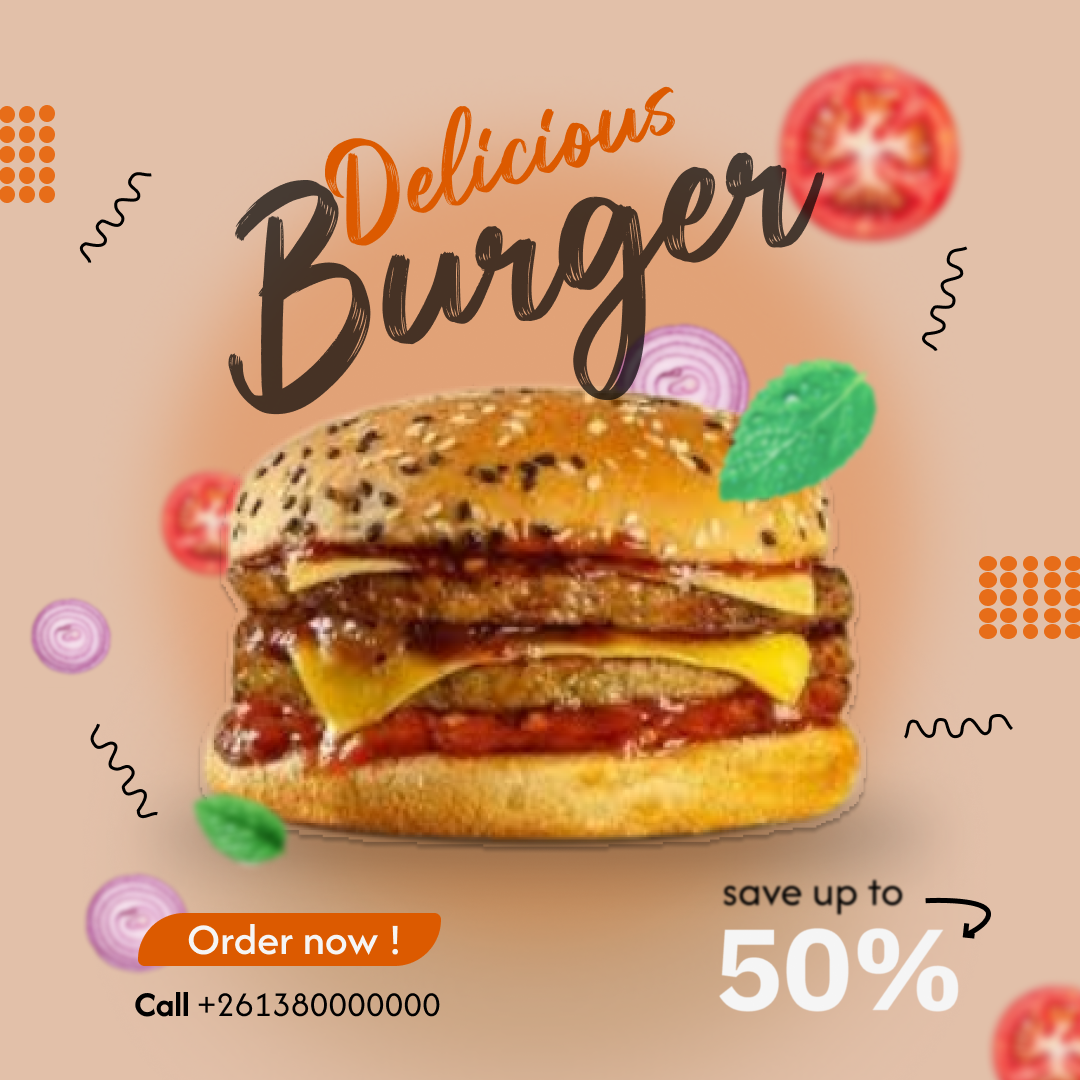 Delicious
Burger
save up to
50%
Order now !
Call +261380000000